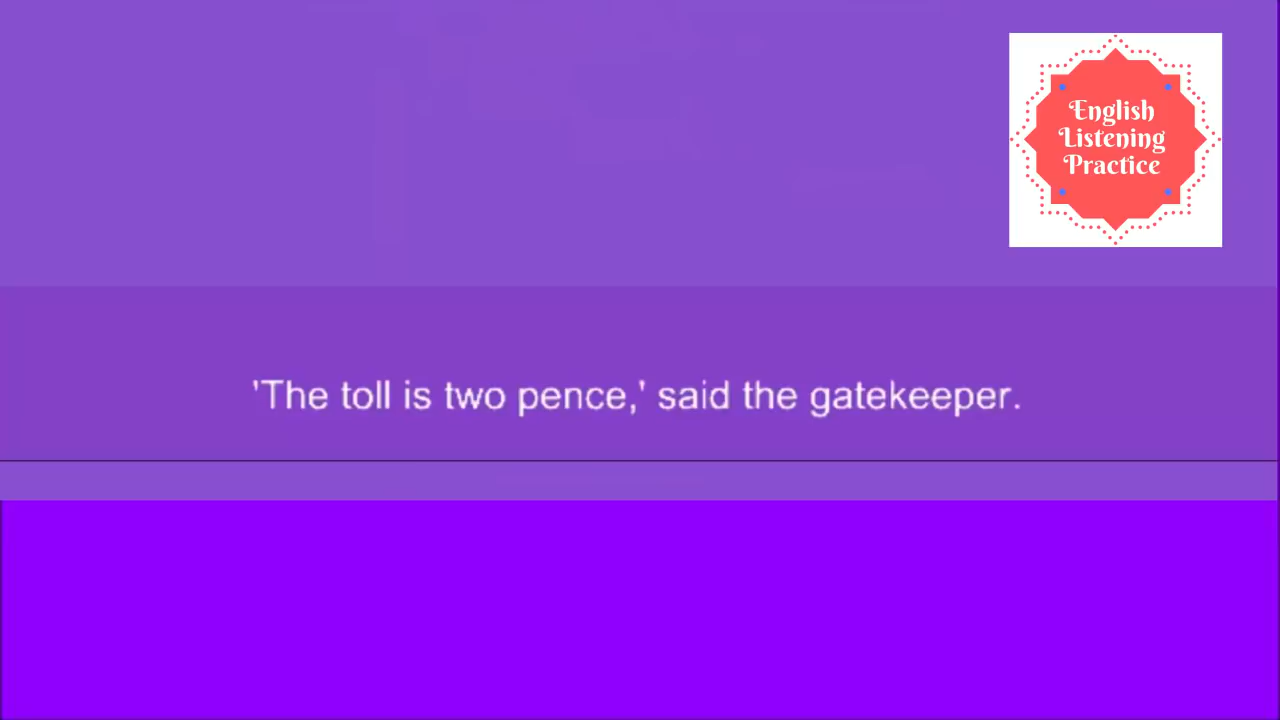 English
Listening
Practice
'The toll is two pence,' said the gatekeeper.